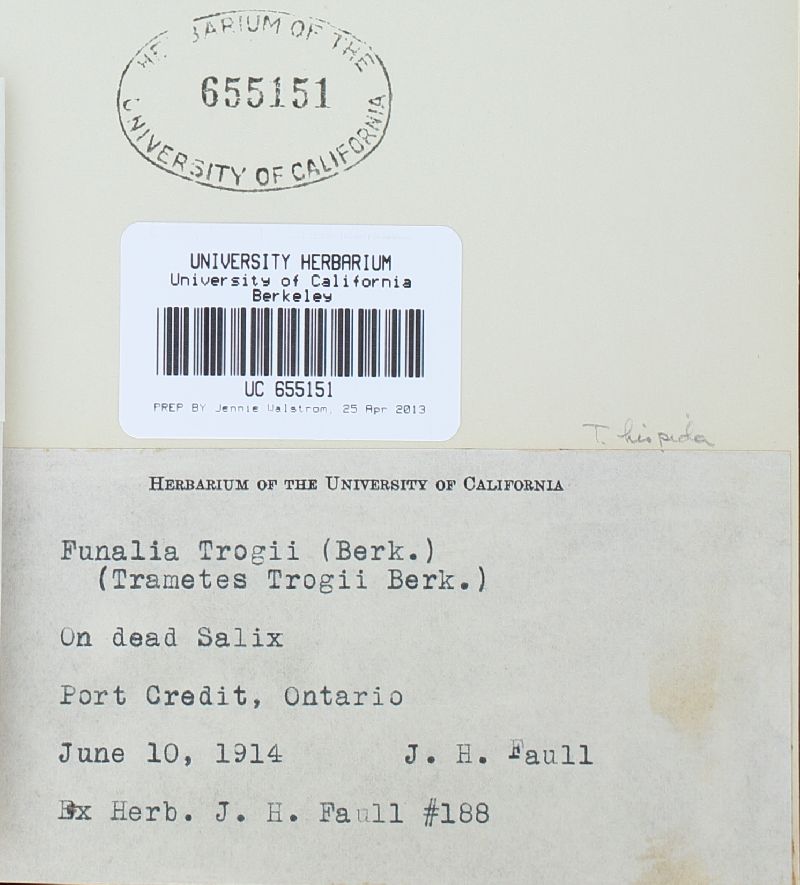 HERBARIUM OF THE
655151
UNIVERSITY OF CALIFORNIA
UNIVERSITY HERBARIUM
University of California
Berkeley
UC 655151
PREP BY Jennie Walstrom, 25 Apr 2013
T. hispida
HERBARIUM OF THE UNIVERSITY OF CALIFORNIA
Funalia Trogii (Berk.)
(Trametes Trogii Berk.)
On dead Salix
Port Credit, Ontario
June 10, 1914 J. H. Faull
Ex Herb. J. H. Faull #188